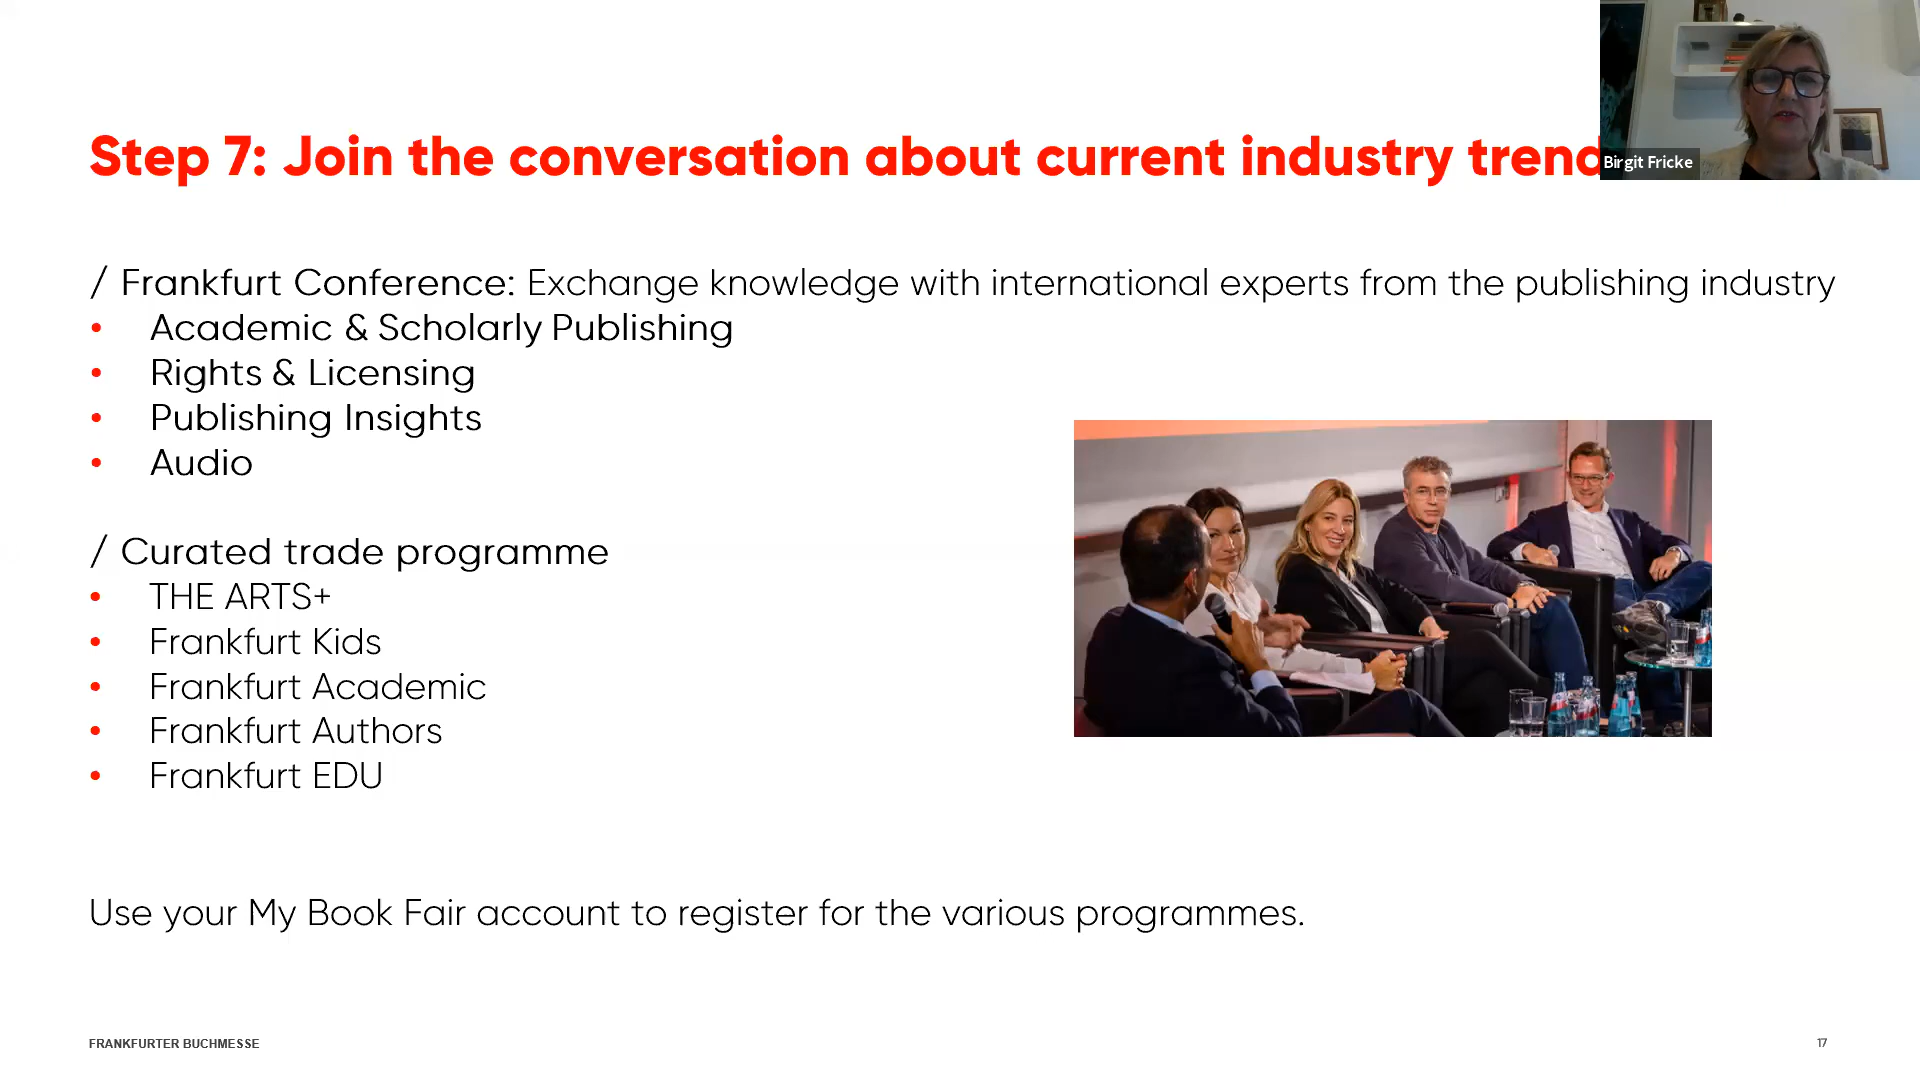 Step 7: Join the conversation about current industry trend
Birgit Fricke
/ Frankfurt Conference: Exchange knowledge with international experts from the publishing industry
• Academic & Scholarly Publishing
• Rights & Licensing
• Publishing Insights
• Audio
/ Curated trade programme
• THE ARTS+
• Frankfurt Kids
• Frankfurt Academic
• Frankfurt Authors
• Frankfurt EDU
Use your My Book Fair account to register for the various programmes.
FRANKFURTER BUCHMESSE
17